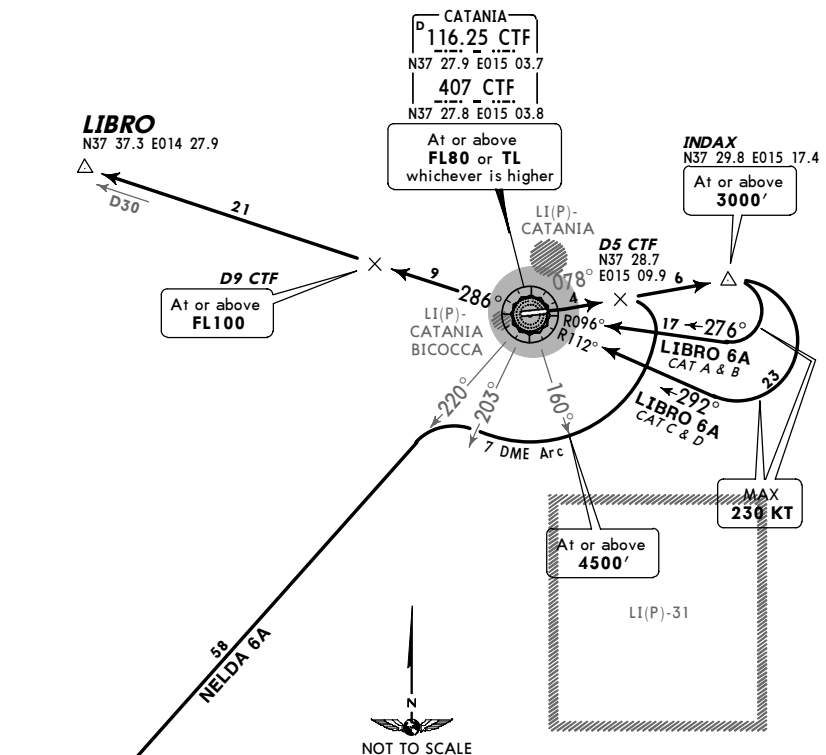 CATANIA
D
116.25 CTF
N37 27.9 E015 03.7
407 CTF
N37 27.8 E015 03.8
LIBRO
N37 37.3 E014 27.9
At or above
FL80 or TL
whichever is higher
INDAX
N37 29.8 E015 17.4
At or above
3000'
D30
21
LI(P)-
CATANIA
D5 CTF
N37 28.7
E015 09.9
6
D9 CTF
At or above
FL100
9
286°
078°
4
LI(P)-
CATANIA
BICOCCA
R096°
R112°
17
276°
LIBRO 6A
CAT A & B
23
292°
LIBRO 6A
CAT C & D
220°
203°
160°
7 DME Arc
MAX
230 KT
At or above
4500'
LI(P)-31
58
NELDA 6A
N
NOT TO SCALE